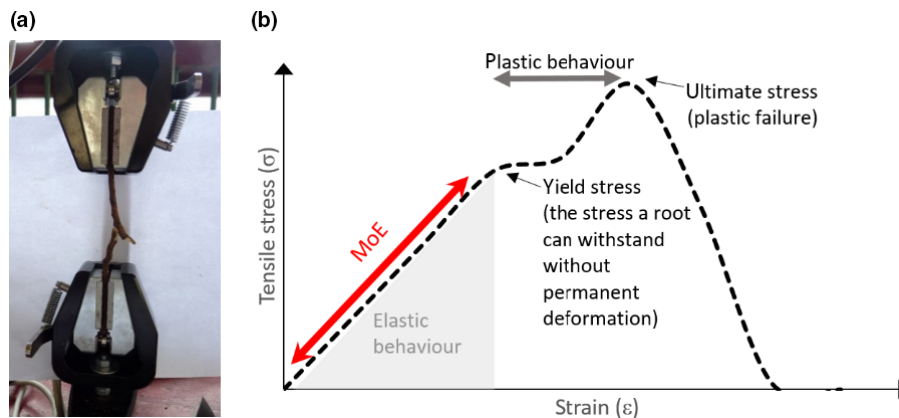 (a)
(b)
Plastic behaviour
Ultimate stress
(plastic failure)
Yield stress
(the stress a root
can withstand
without
permanent
deformation)
MoE
Elastic
behaviour
Tensile stress (σ)
Strain (ε)